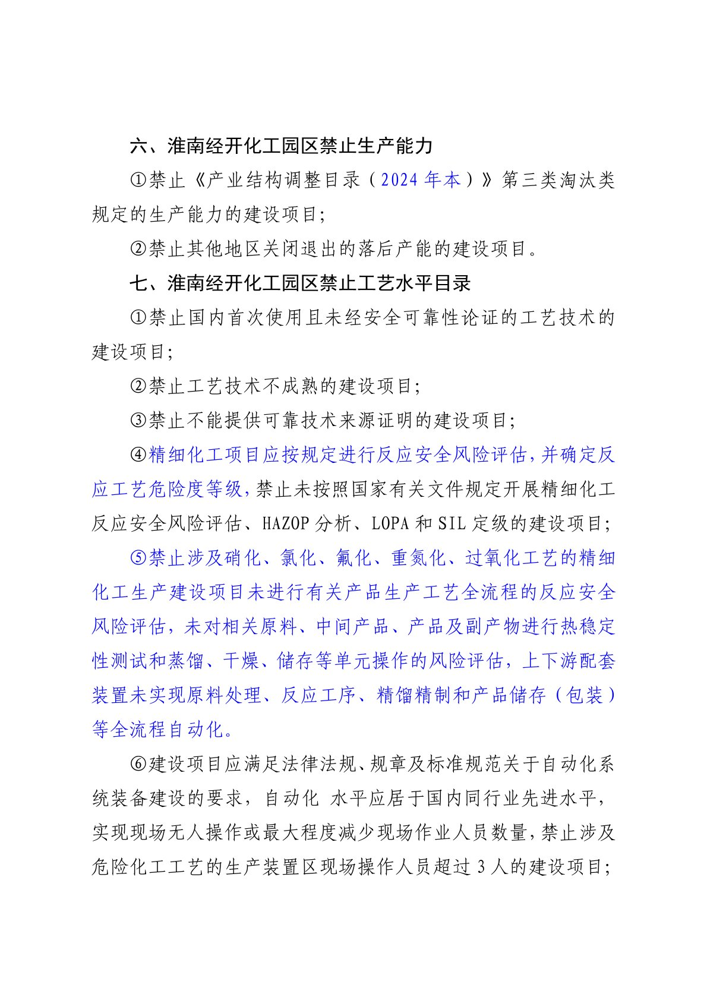 六、淮南经开化工园区禁止生产能力
①禁止《产业结构调整目录（2024 年本）》第三类淘汰类
规定的生产能力的建设项目；
②禁止其他地区关闭退出的落后产能的建设项目。
七、淮南经开化工园区禁止工艺水平目录
①禁止国内首次使用且未经安全可靠性论证的工艺技术的
建设项目；
②禁止工艺技术不成熟的建设项目；
③禁止不能提供可靠技术来源证明的建设项目；
④精细化工项目应按规定进行反应安全风险评估，并确定反
应工艺危险度等级，禁止未按照国家有关文件规定开展精细化工
反应安全风险评估、HAZOP 分析、LOPA 和 SIL 定级的建设项目；
⑤禁止涉及硝化、氯化、氟化、重氮化、过氧化工艺的精细
化工生产建设项目未进行有关产品生产工艺全流程的反应安全
风险评估，未对相关原料、中间产品、产品及副产物进行热稳定
性测试和蒸馏、干燥、储存等单元操作的风险评估，上下游配套
装置未实现原料处理、反应工序、精馏精制和产品储存（包装）
等全流程自动化。
⑥建设项目应满足法律法规、规章及标准规范关于自动化系
统装备建设的要求，自动化 水平应居于国内同行业先进水平，
实现现场无人操作或最大程度减少现场作业人员数量，禁止涉及
危险化工工艺的生产装置区现场操作人员超过 3 人的建设项目；